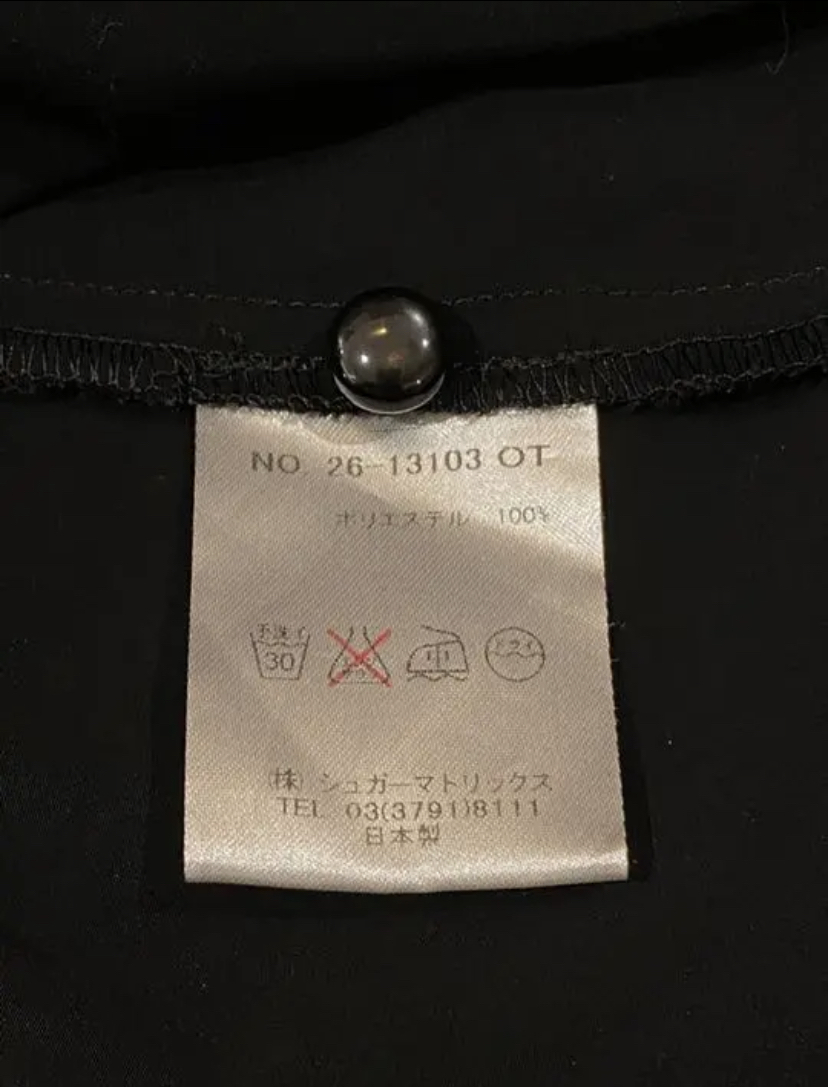 NO 26-13103 OT
ポリエステル 100%
手洗イ 30 中 ドライ
(株) シュガーマトリックス
TEL 03(3791)8111
日本製